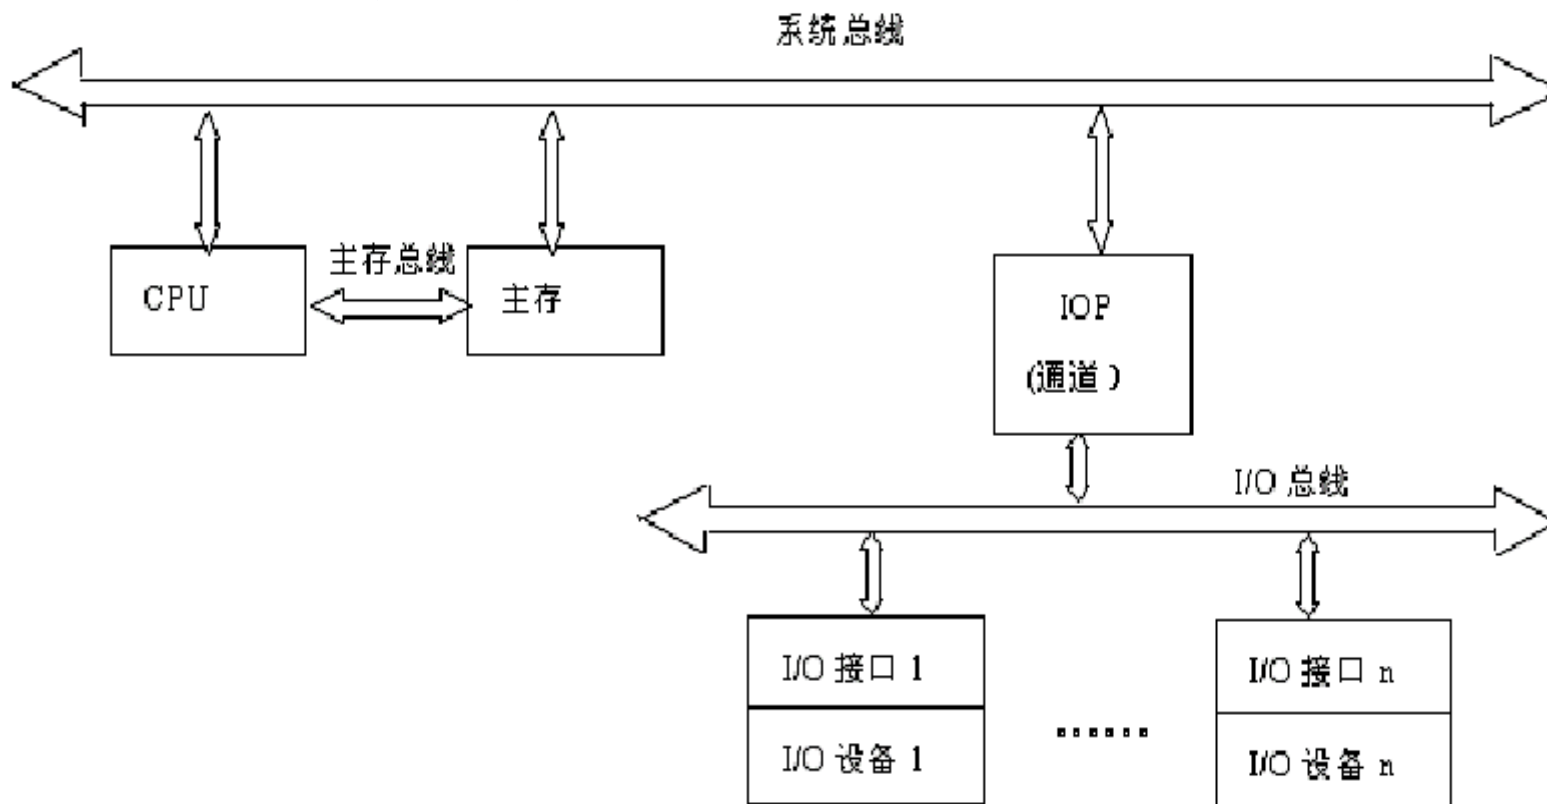 系统总线
主存总线
CPU
主存
IOP
(通道)
I/O 总线
I/O 接口 1
I/O 设备 1
......
I/O 接口 n
I/O 设备 n